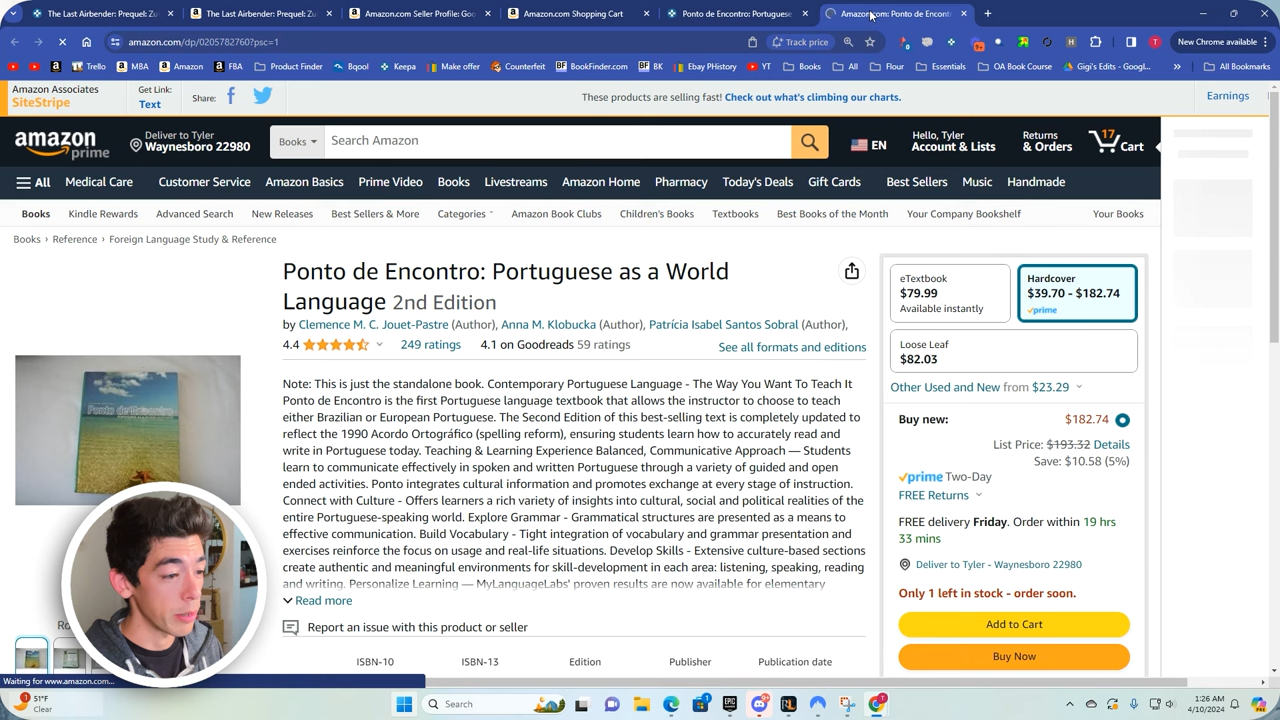 The Last Airbender: Prequel: Zu
The Last Airbender: Prequel: Zu
Amazon.com Seller Profile: Goo
Amazon.com Shopping Cart
Ponto de Encontro: Portuguese
Amazon.com: Ponto de Encont
amazon.com/dp/0205782760?psc=1
Track price
New Chrome available
Trello
MBA
Amazon
FBA
Product Finder
Bqool
Keepa
Make offer
Counterfeit
BookFinder.com
BK
Ebay PHistory
YT
Books
All
Flour
Essentials
OA Book Course
Gigi's Edits - Googl...
All Bookmarks
Amazon Associates
SiteStripe
Get Link:
Text
Share:
These products are selling fast! Check out what's climbing our charts.
Earnings
amazon
prime
Deliver to Tyler
Waynesboro 22980
Books
Search Amazon
EN
Hello, Tyler
Account & Lists
Returns
& Orders
17
Cart
All
Medical Care
Customer Service
Amazon Basics
Prime Video
Books
Livestreams
Amazon Home
Pharmacy
Today's Deals
Gift Cards
Best Sellers
Music
Handmade
Books
Kindle Rewards
Advanced Search
New Releases
Best Sellers & More
Categories
Amazon Book Clubs
Children's Books
Textbooks
Best Books of the Month
Your Company Bookshelf
Your Books
Books › Reference › Foreign Language Study & Reference
Ponto de Encontro: Portuguese as a World
Language 2nd Edition
by Clemence M. C. Jouet-Pastre (Author), Anna M. Klobucka (Author), Patrícia Isabel Santos Sobral (Author),
4.4
249 ratings
4.1 on Goodreads 59 ratings
See all formats and editions
Note: This is just the standalone book. Contemporary Portuguese Language - The Way You Want To Teach It
Ponto de Encontro is the first Portuguese language textbook that allows the instructor to choose to teach
either Brazilian or European Portuguese. The Second Edition of this best-selling text is completely updated to
reflect the 1990 Acordo Ortográfico (spelling reform), ensuring students learn how to accurately read and
write in Portuguese today. Teaching & Learning Experience Balanced, Communicative Approach — Students
learn to communicate effectively in spoken and written Portuguese through a variety of guided and open
ended activities. Ponto integrates cultural information and promotes exchange at every stage of instruction.
Connect with Culture - Offers learners a rich variety of insights into cultural, social and political realities of the
entire Portuguese-speaking world. Explore Grammar - Grammatical structures are presented as a means to
effective communication. Build Vocabulary - Tight integration of vocabulary and grammar presentation and
exercises reinforce the focus on usage and real-life situations. Develop Skills - Extensive culture-based sections
create authentic and meaningful environments for skill-development in each area: listening, speaking, reading
and writing. Personalize Learning — MyLanguageLabs' proven results are now available for elementary
Read more
Report an issue with this product or seller
ISBN-10
ISBN-13
Edition
Publisher
Publication date
Ponto de Encontro
eTextbook
$79.99
Available instantly
Hardcover
$39.70 - $182.74
prime
Loose Leaf
$82.03
Other Used and New from $23.29
Buy new:
$182.74
List Price: $193.32 Details
Save: $10.58 (5%)
prime Two-Day
FREE Returns
FREE delivery Friday. Order within 19 hrs
33 mins
Deliver to Tyler - Waynesboro 22980
Only 1 left in stock - order soon.
Add to Cart
Buy Now
Waiting for www.amazon.com...
51°F
Clear
Search
1:26 AM
4/10/2024